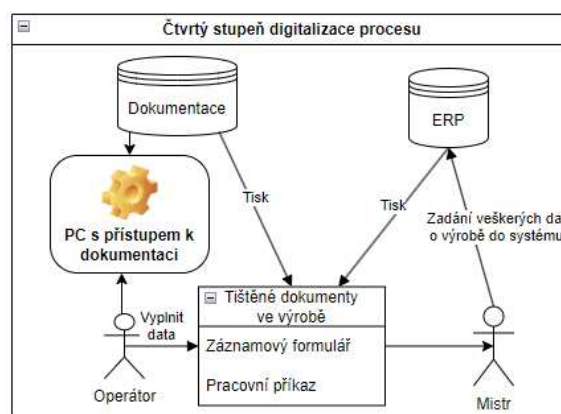 Čtvrtý stupeň digitalizace procesu
Dokumentace
ERP
PC s přístupem k
dokumentaci
Tisk
Tisk
Zadání veškerých da
o výrobě do systému
Tištěné dokumenty
ve výrobě
Vyplnit
data
Záznamový formulář
Pracovní příkaz
Operátor
Mistr